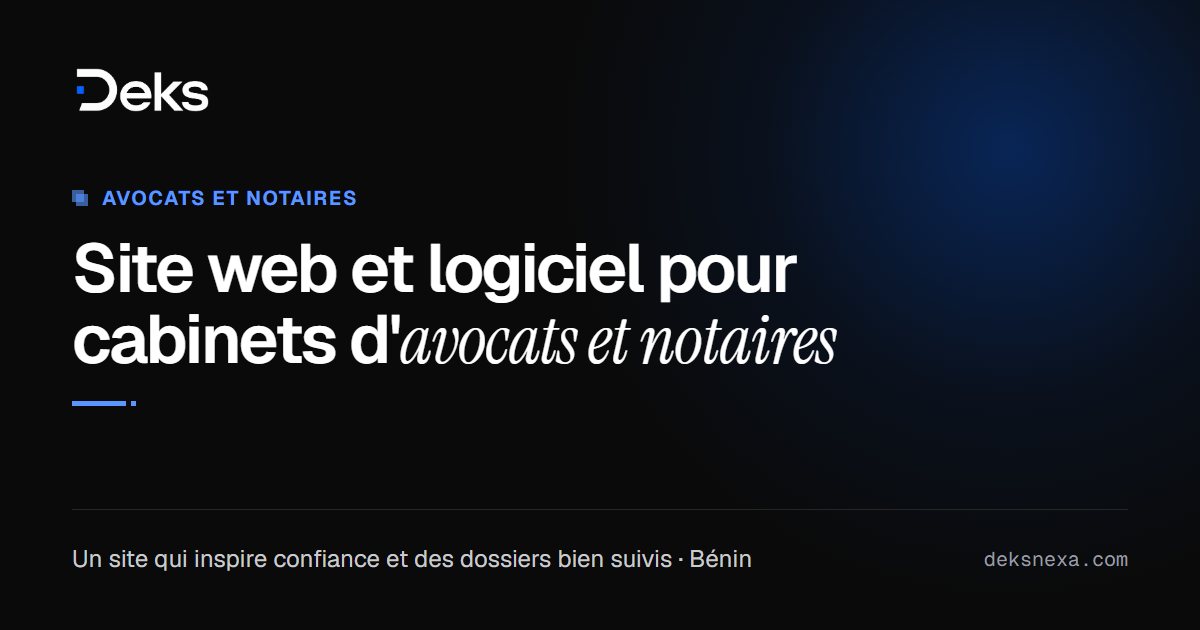 Deks
AVOCATS ET NOTAIRES
Site web et logiciel pour
cabinets d'avocats et notaires
Un site qui inspire confiance et des dossiers bien suivis · Bénin
deksnexa.com